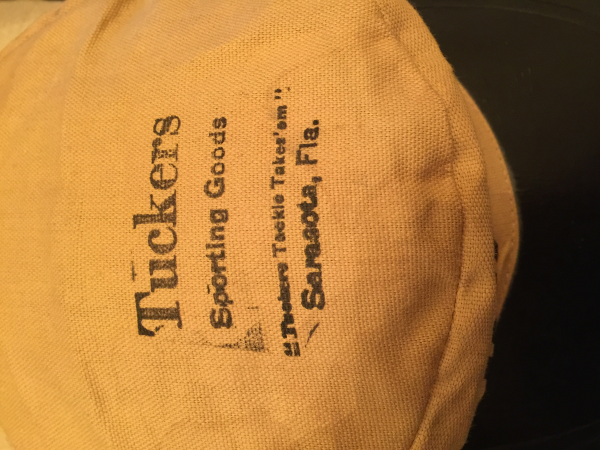 Tuckers
Sporting Goods
"Tuckers Tackle Takes'em"
Sarasota, Fla.